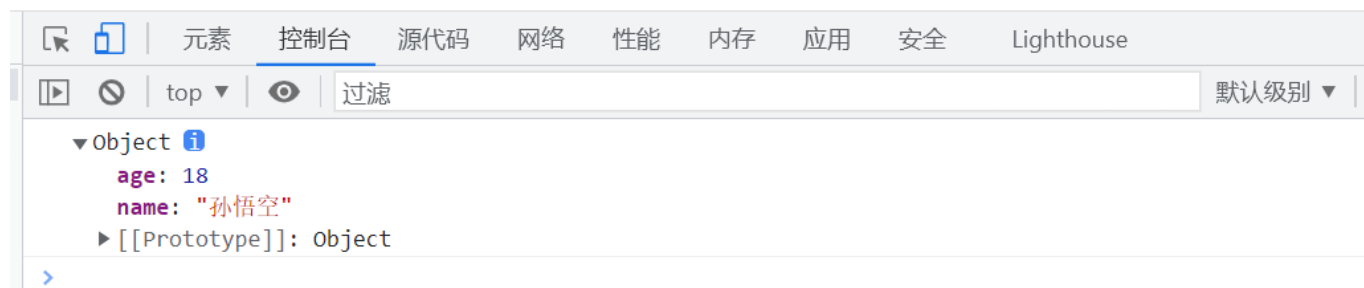 元素 控制台 源代码 网络 性能 内存 应用 安全 Lighthouse
top ▼ 过滤 默认级别 ▼
▼Object i
age: 18
name: "孙悟空"
▶[[Prototype]]: Object
>